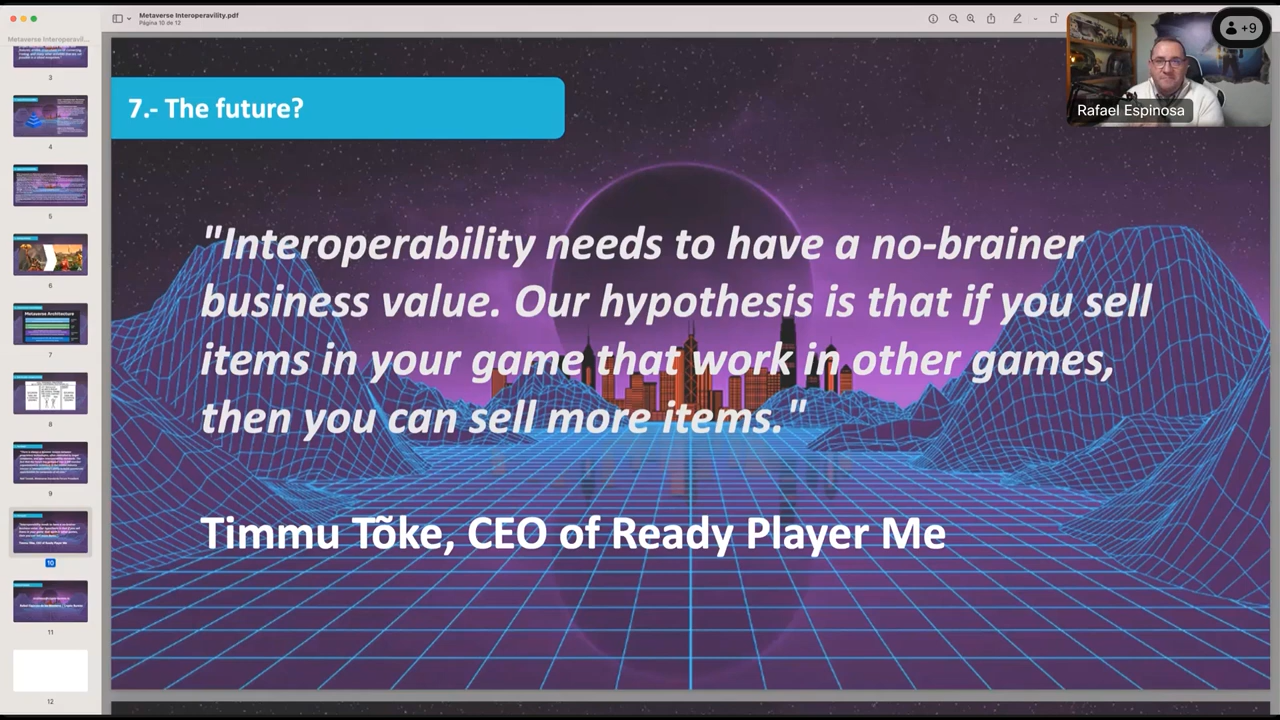 Metaverse Interoperavility.pdf
Página 10 de 12
Metaverse Interoperavil...
+9
Rafael Espinosa
7.- The future?
"Interoperability needs to have a no-brainer
business value. Our hypothesis is that if you sell
items in your game that work in other games,
then you can sell more items."
Timmu Tõke, CEO of Ready Player Me
3
4
5
6
Metaverse Architecture
7
8
9
10
11
12